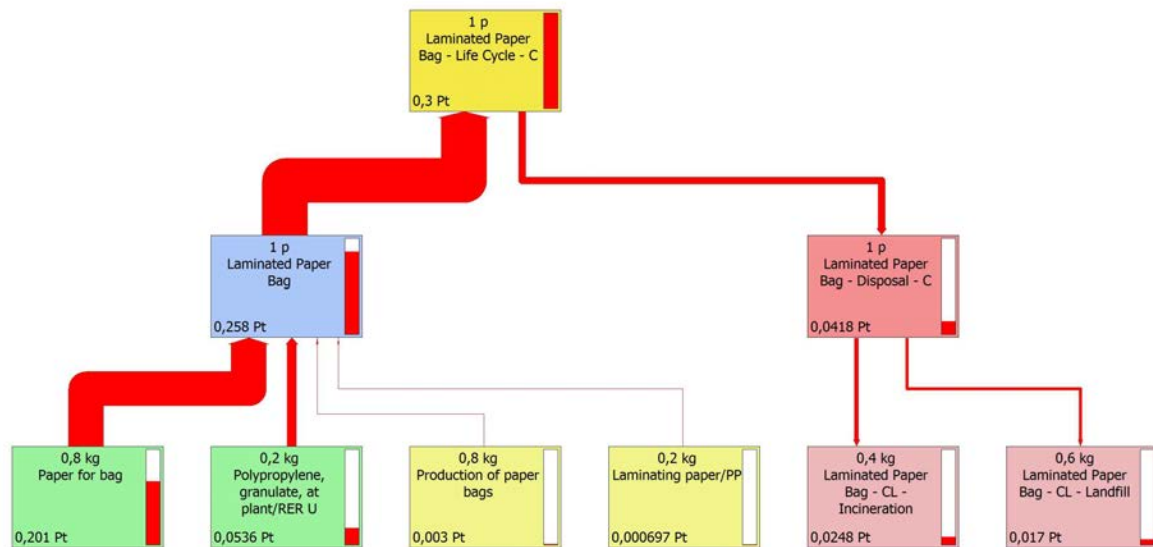 1 p
Laminated Paper
Bag - Life Cycle - C
0,3 Pt
1 p
Laminated Paper
Bag
0,258 Pt
1 p
Laminated Paper
Bag - Disposal - C
0,0418 Pt
0,8 kg
Paper for bag
0,201 Pt
0,2 kg
Polypropylene,
granulate, at
plant/RER U
0,0536 Pt
0,8 kg
Production of paper
bags
0,003 Pt
0,2 kg
Laminating paper/PP
0,000697 Pt
0,4 kg
Laminated Paper
Bag - CL -
Incineration
0,0248 Pt
0,6 kg
Laminated Paper
Bag - CL - Landfill
0,017 Pt